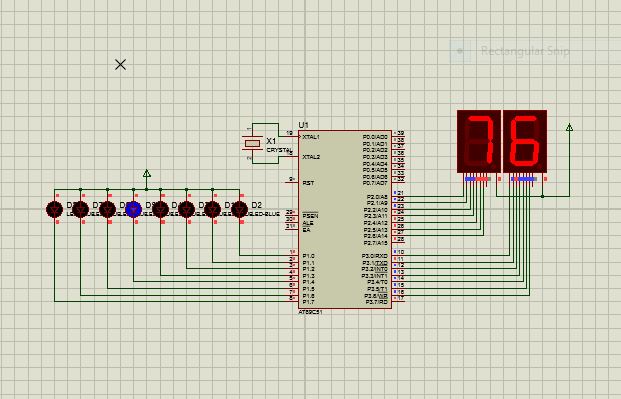 Rectangular Snip
76
U1
X1
CRYSTAL
19
XTAL1
XTAL2
9
RST
29
30
31
PSEN
ALE
EA
1
2
3
4
5
6
7
8
P1.0
P1.1
P1.2
P1.3
P1.4
P1.5
P1.6
P1.7
P0.0/AD0
P0.1/AD1
P0.2/AD2
P0.3/AD3
P0.4/AD4
P0.5/AD5
P0.6/AD6
P0.7/AD7
39
38
37
36
35
34
33
32
P2.0/A8
P2.1/A9
P2.2/A10
P2.3/A11
P2.4/A12
P2.5/A13
P2.6/A14
P2.7/A15
21
22
23
24
25
26
27
28
P3.0/RXD
P3.1/TXD
P3.2/INT0
P3.3/INT1
P3.4/T0
P3.5/T1
P3.6/WR
P3.7/RD
10
11
12
13
14
15
16
17
AT89C51
D2